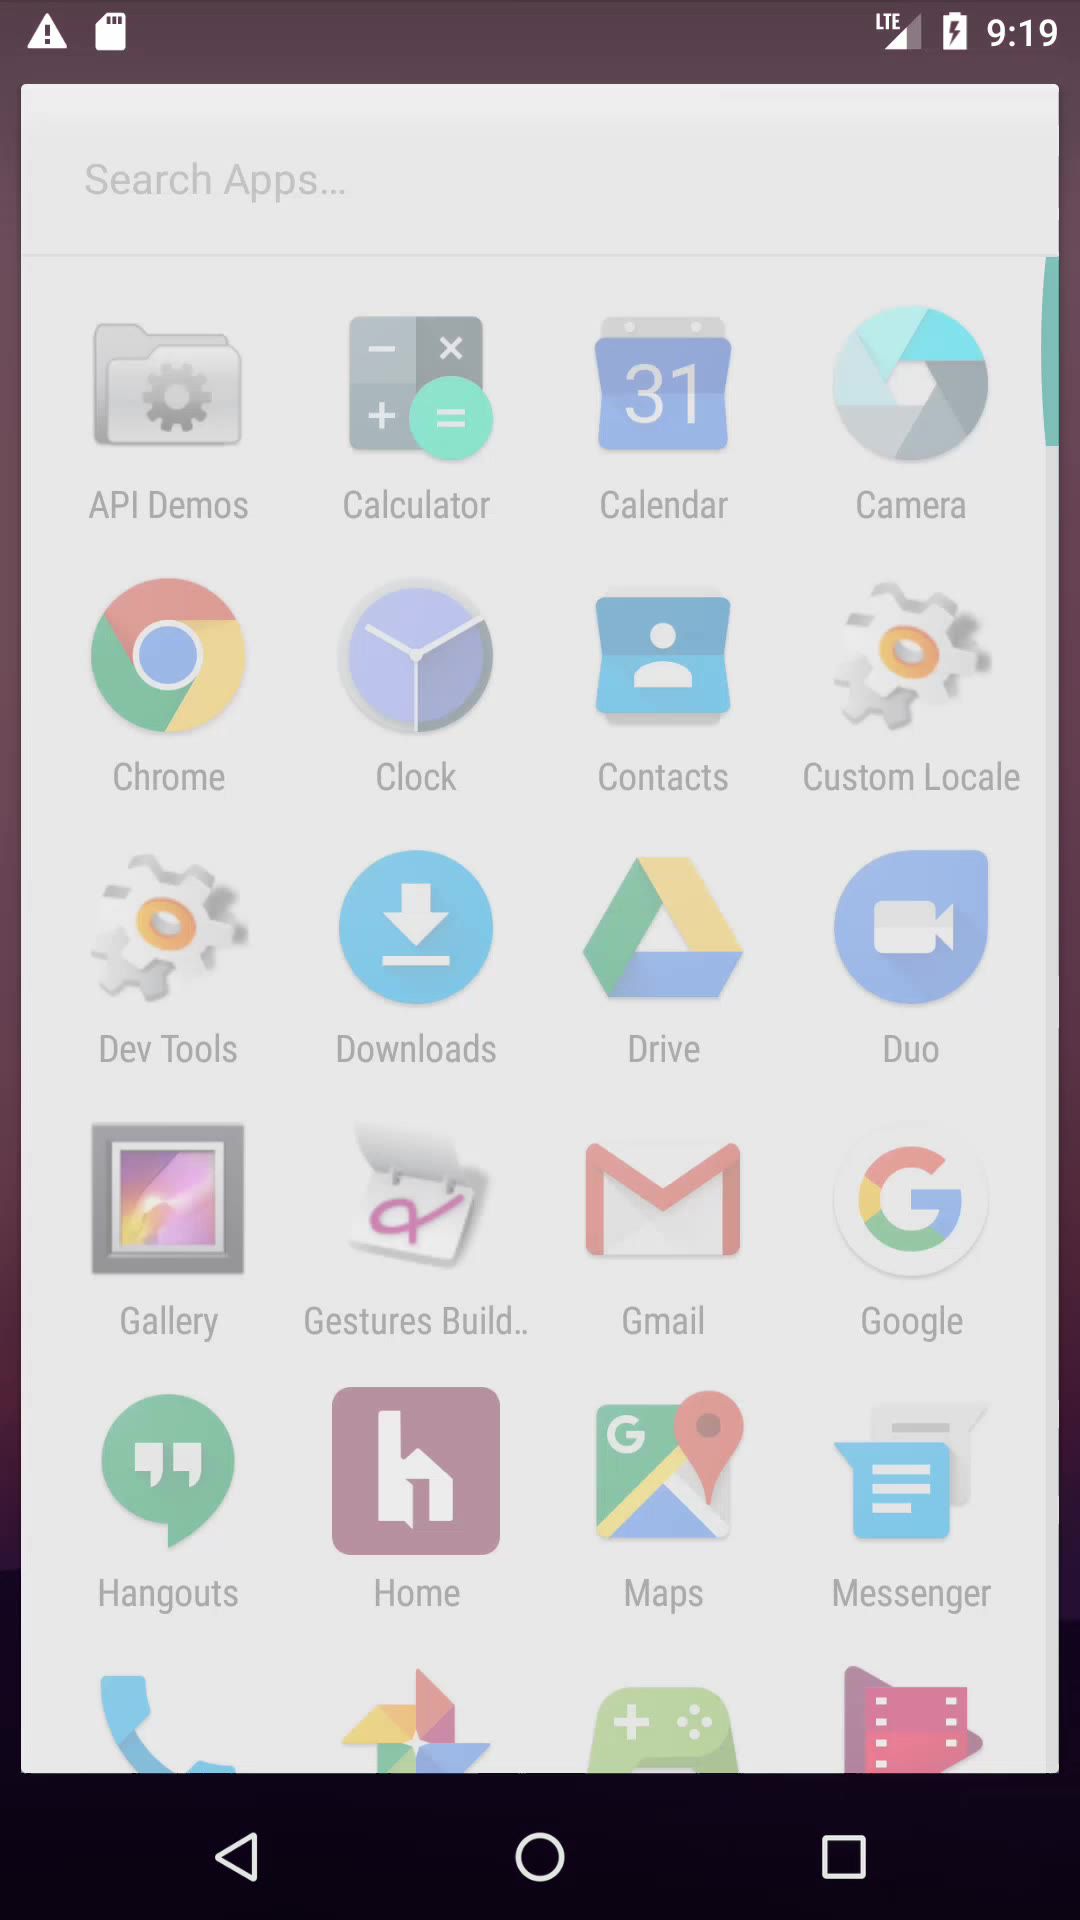 LTE 9:19
Search Apps...
31
API Demos Calculator Calendar Camera
Chrome Clock Contacts Custom Locale
Dev Tools Downloads Drive Duo
Gallery Gestures Build.. Gmail Google
Hangouts Home Maps Messenger